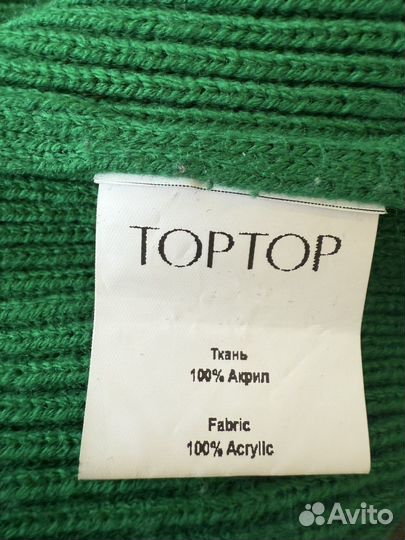 TOPTOP
Ткань
100% Акрил
Fabric
100% Acrylic
Avito